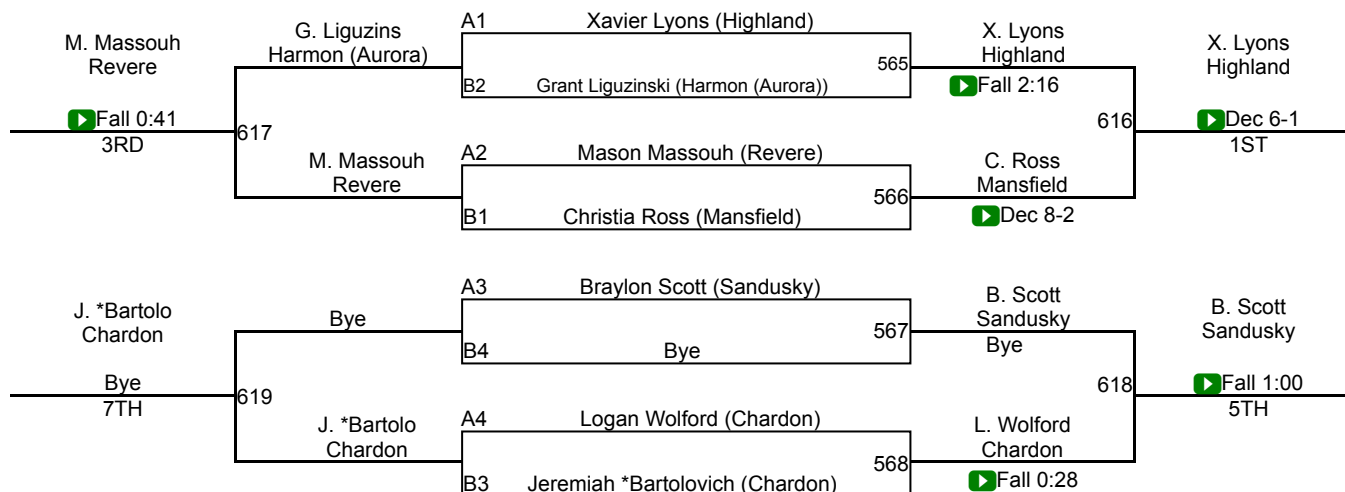 A1
Xavier Lyons (Highland)
M. Massouh
Revere
G. Liguzins
Harmon (Aurora)
565
X. Lyons
Highland
X. Lyons
Highland
B2
Grant Liguzinski (Harmon (Aurora))
Fall 2:16
Fall 0:41
3RD
617
616
Dec 6-1
1ST
M. Massouh
Revere
A2
Mason Massouh (Revere)
566
C. Ross
Mansfield
B1
Christia Ross (Mansfield)
Dec 8-2
A3
Braylon Scott (Sandusky)
J. *Bartolo
Chardon
Bye
567
B. Scott
Sandusky
Bye
B. Scott
Sandusky
B4
Bye
Bye
7TH
619
618
Fall 1:00
5TH
J. *Bartolo
Chardon
A4
Logan Wolford (Chardon)
568
L. Wolford
Chardon
B3
Jeremiah *Bartolovich (Chardon)
Fall 0:28